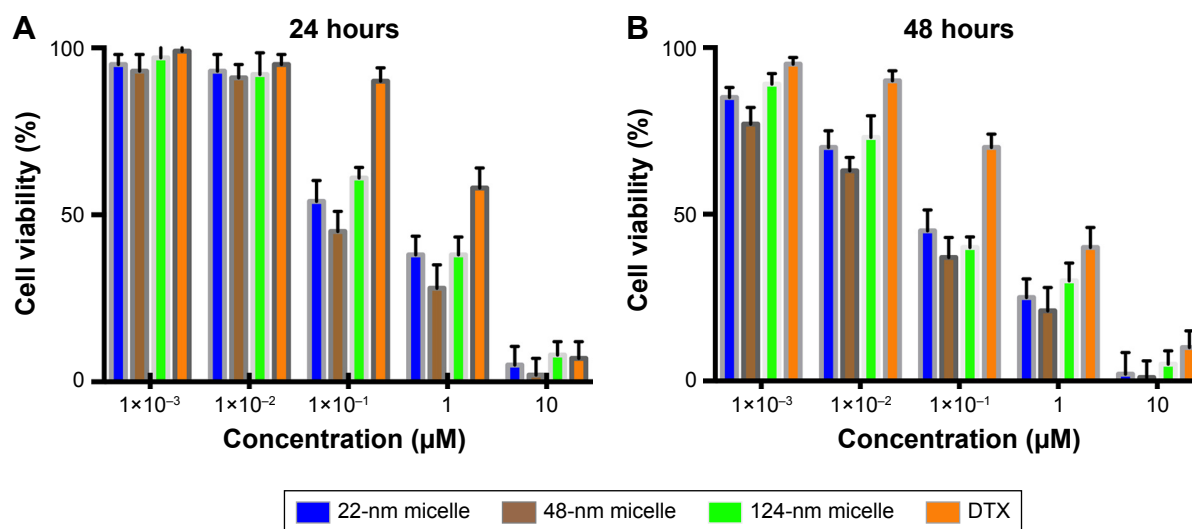 A
24 hours
Cell viability (%)
100
50
0
1×10⁻³ 1×10⁻² 1×10⁻¹ 1 10
Concentration (µM)
B
48 hours
Cell viability (%)
100
50
0
1×10⁻³ 1×10⁻² 1×10⁻¹ 1 10
Concentration (µM)
22-nm micelle 48-nm micelle 124-nm micelle DTX